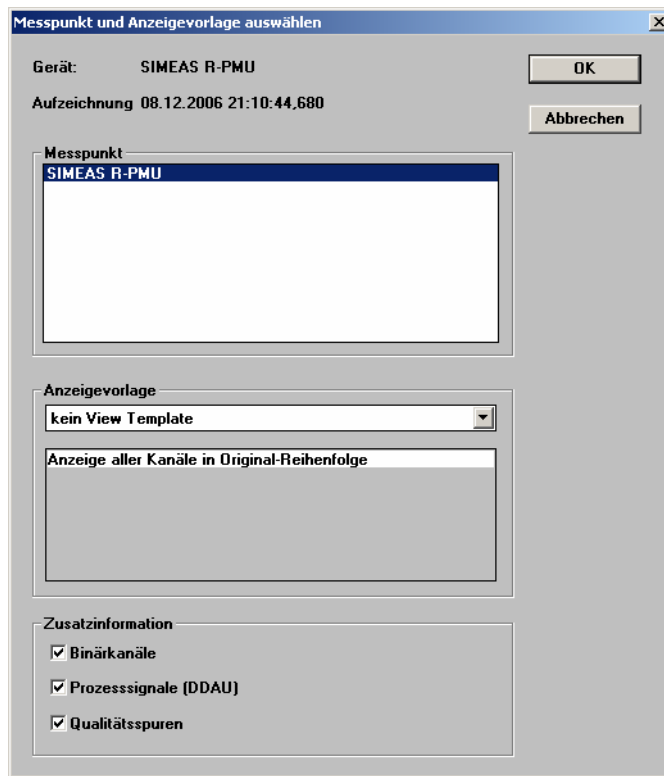 Messpunkt und Anzeigevorlage auswählen
Gerät: SIMEAS R-PMU
OK
Aufzeichnung 08.12.2006 21:10:44,680
Abbrechen
Messpunkt
SIMEAS R-PMU
Anzeigevorlage
kein View Template
Anzeige aller Kanäle in Original-Reihenfolge
Zusatzinformation
Binärkanäle
Prozesssignale (DDAU)
Qualitätsspuren